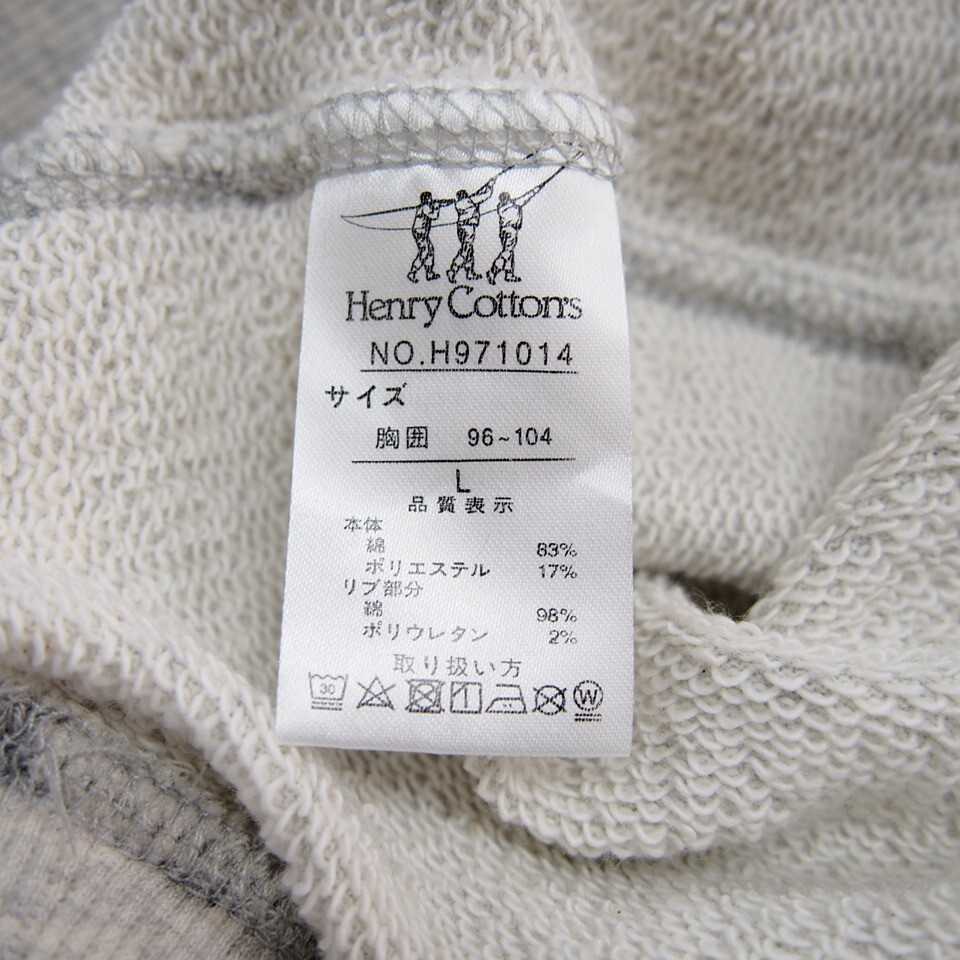 Henry Cotton's
NO.H971014
サイズ
胸囲 96~104
L
品質表示
本体
綿 83%
ポリエステル 17%
リブ部分
綿 98%
ポリウレタン 2%
取り扱い方
30 W